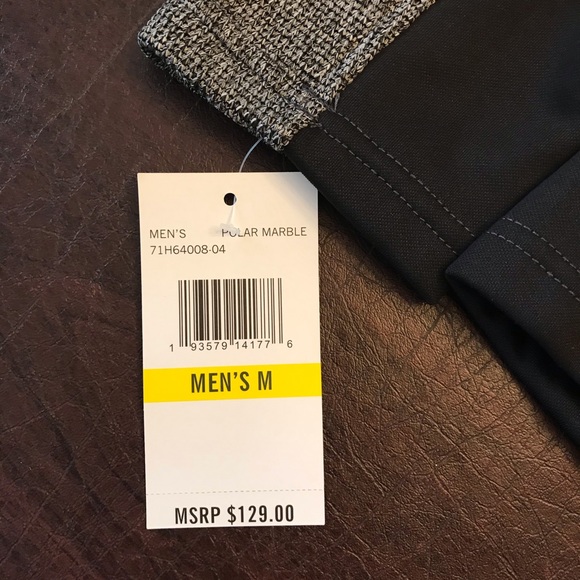 MEN'S POLAR MARBLE
71H64008-04
1 93579 14177 6
MEN'S M
MSRP $129.00